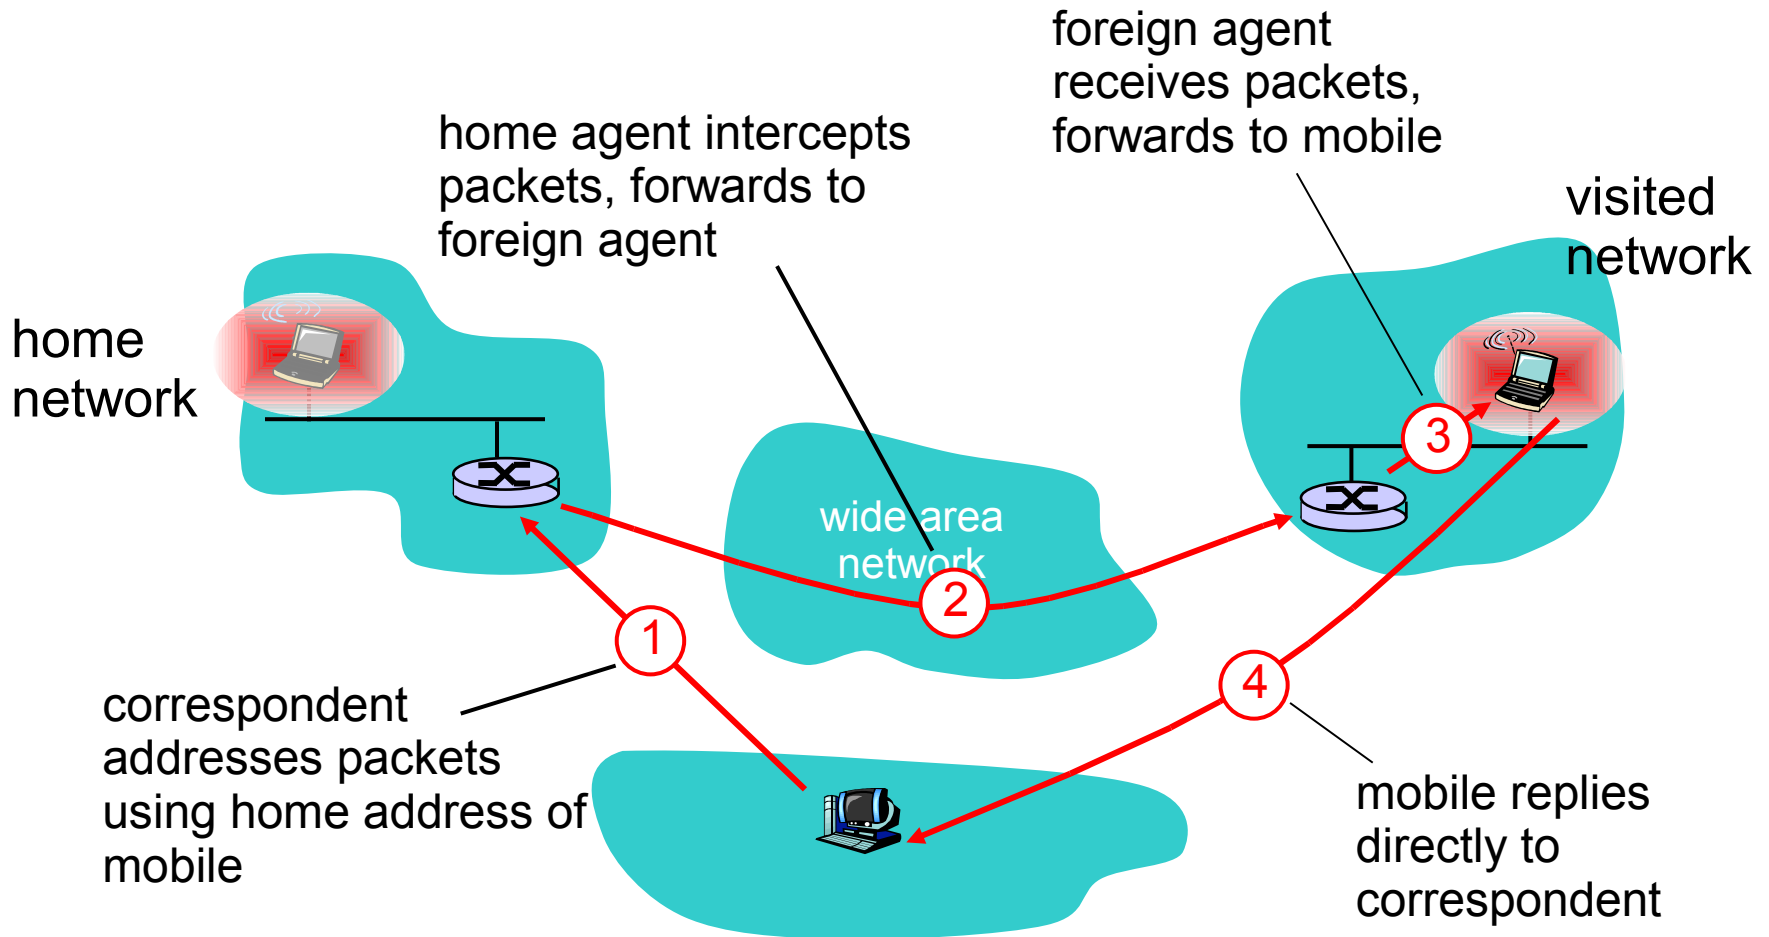 foreign agent
receives packets,
forwards to mobile
home agent intercepts
packets, forwards to
foreign agent
visited
network
home
network
3
wide area
network
2
1
4
correspondent
addresses packets
using home address of
mobile
mobile replies
directly to
correspondent